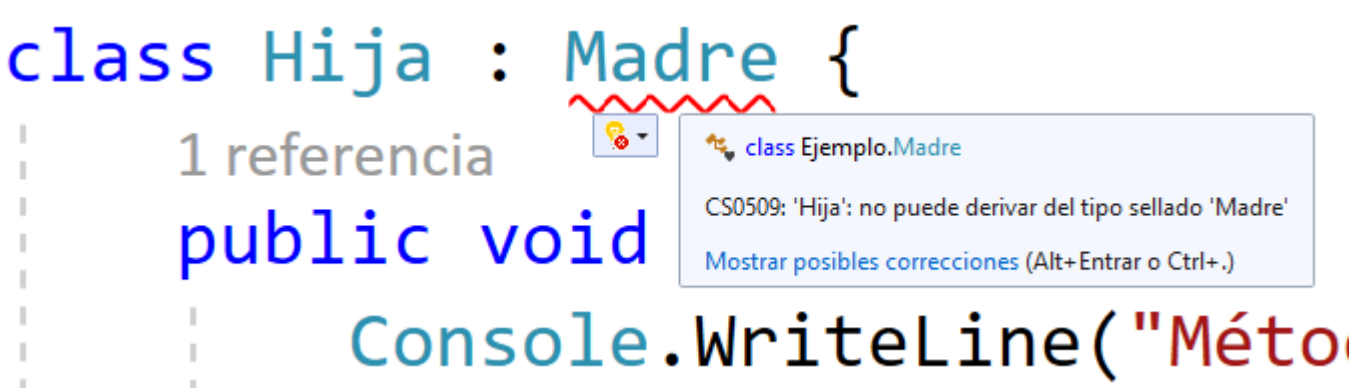 class Hija : Madre {
1 referencia
class Ejemplo.Madre
CS0509: 'Hija': no puede derivar del tipo sellado 'Madre'
Mostrar posibles correcciones (Alt+Entrar o Ctrl+.)
public void
Console.WriteLine("Méto